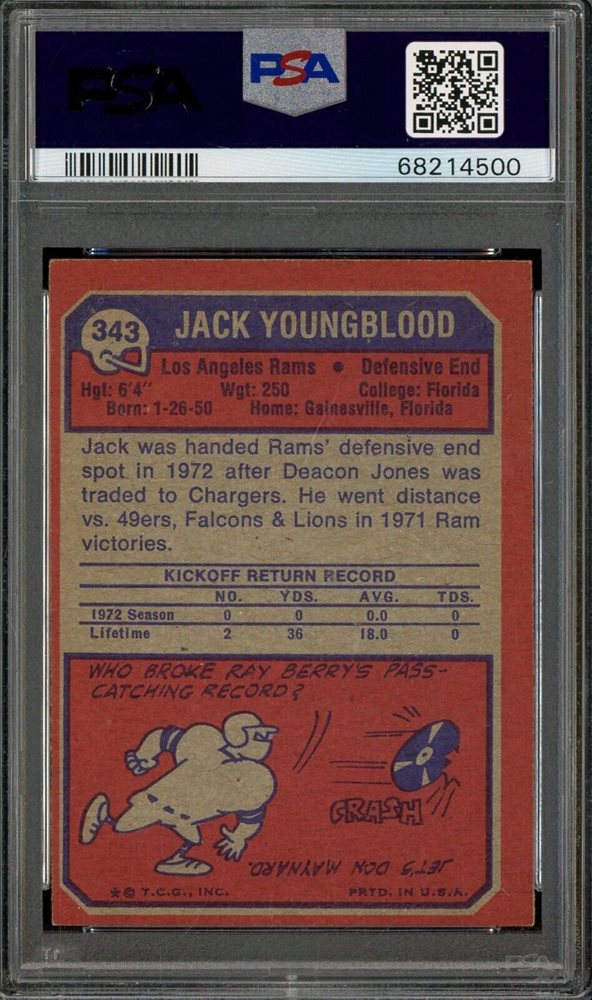 PSA
PSA
68214500
343
JACK YOUNGBLOOD
Los Angeles Rams • Defensive End
Hgt: 6'4" Wgt: 250 College: Florida
Born: 1-26-50 Home: Gainesville, Florida
Jack was handed Rams' defensive end
spot in 1972 after Deacon Jones was
traded to Chargers. He went distance
vs. 49ers, Falcons & Lions in 1971 Ram
victories.
KICKOFF RETURN RECORD
NO. YDS. AVG. TDS.
1972 Season 0 0 0.0 0
Lifetime 2 36 18.0 0
WHO BROKE RAY BERRY'S PASS-
CATCHING RECORD?
CRASH
JETS' DON MAYNARD.
* © T.C.G., INC. PRTD. IN U.S.A.
PSA